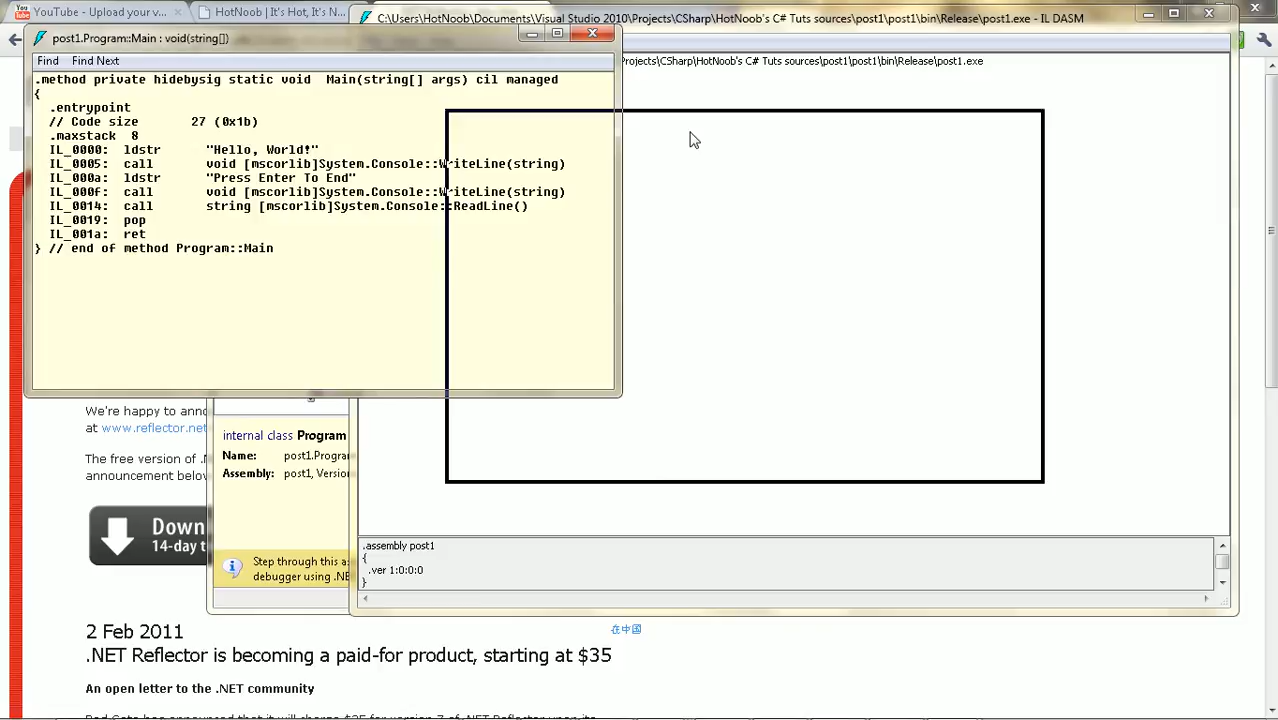 YouTube - Upload your v
HotNoob | It's Hot, It's N
C:\Users\HotNoob\Documents\Visual Studio 2010\Projects\CSharp\HotNoob's C# Tuts sources\post1\post1\bin\Release\post1.exe - IL DASM
post1.Program::Main : void(string[])
Projects\CSharp\HotNoob's C# Tuts sources\post1\post1\bin\Release\post1.exe
Find Find Next
.method private hidebysig static void  Main(string[] args) cil managed
{
.entrypoint
// Code size 27 (0x1b)
.maxstack 8
IL_0000: ldstr "Hello, World!"
IL_0005: call void [mscorlib]System.Console::WriteLine(string)
IL_000a: ldstr "Press Enter To End"
IL_000f: call void [mscorlib]System.Console::WriteLine(string)
IL_0014: call string [mscorlib]System.Console::ReadLine()
IL_0019: pop
IL_001a: ret
} // end of method Program::Main
We're happy to anno
at www.reflector.net
The free version of .N
announcement below
Down
14-day t
internal class Program
Name: post1.Progra
Assembly: post1, Version
Step through this as
debugger using .NE
.assembly post1
{
.ver 1:0:0:0
}
在中国
2 Feb 2011
.NET Reflector is becoming a paid-for product, starting at $35
An open letter to the .NET community